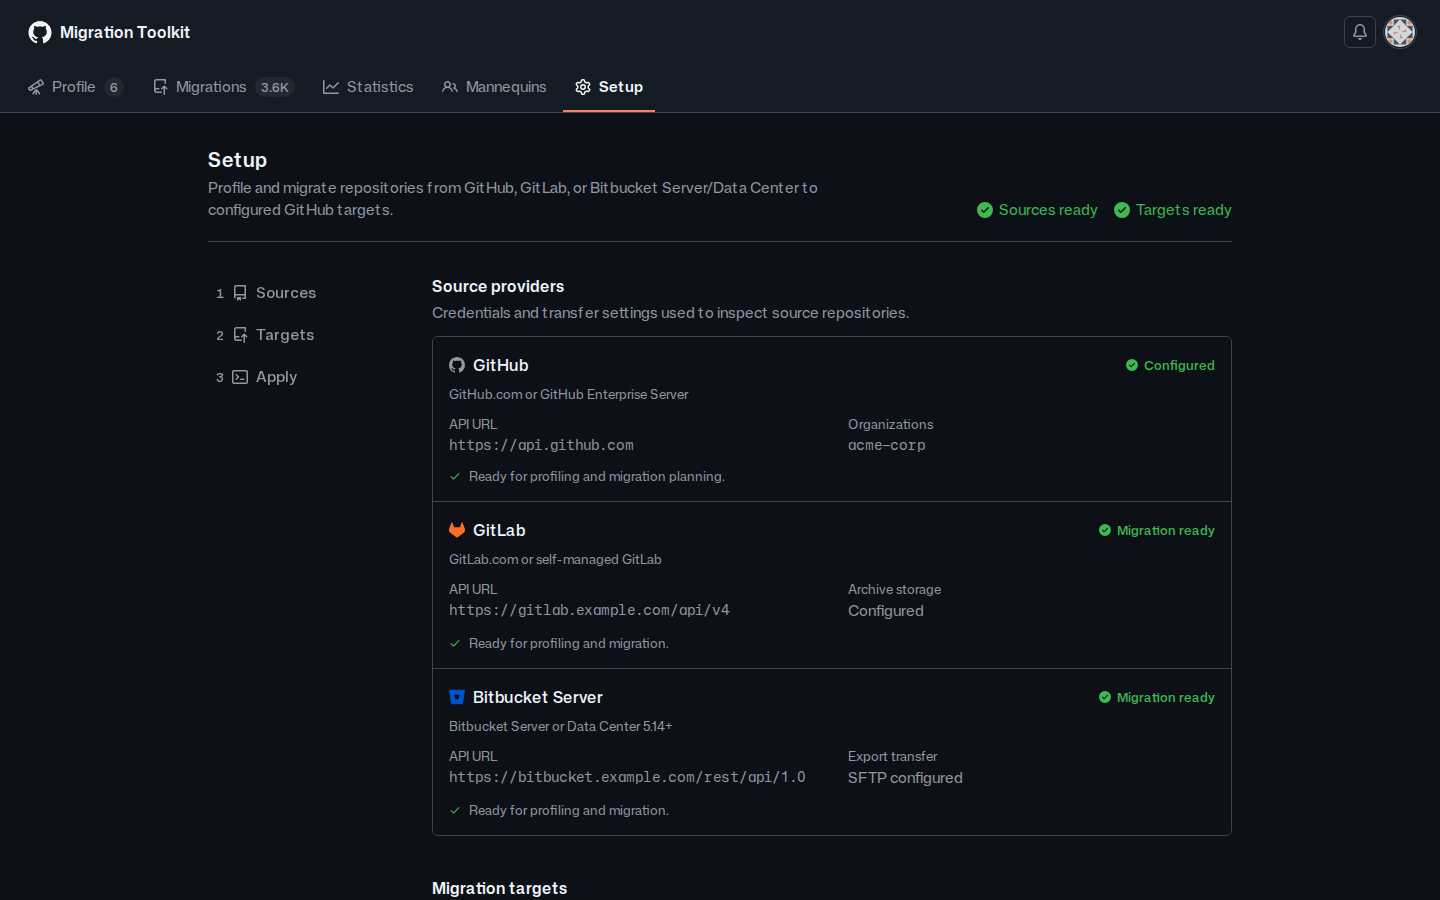 Migration Toolkit
Profile 6 Migrations 3.6K Statistics Mannequins Setup
Setup
Profile and migrate repositories from GitHub, GitLab, or Bitbucket Server/Data Center to
configured GitHub targets.
Sources ready Targets ready
1 Sources
2 Targets
3 Apply
Source providers
Credentials and transfer settings used to inspect source repositories.
GitHub Configured
GitHub.com or GitHub Enterprise Server
API URL Organizations
https://api.github.com acme-corp
Ready for profiling and migration planning.
GitLab Migration ready
GitLab.com or self-managed GitLab
API URL Archive storage
https://gitlab.example.com/api/v4 Configured
Ready for profiling and migration.
Bitbucket Server Migration ready
Bitbucket Server or Data Center 5.14+
API URL Export transfer
https://bitbucket.example.com/rest/api/1.0 SFTP configured
Ready for profiling and migration.
Migration targets